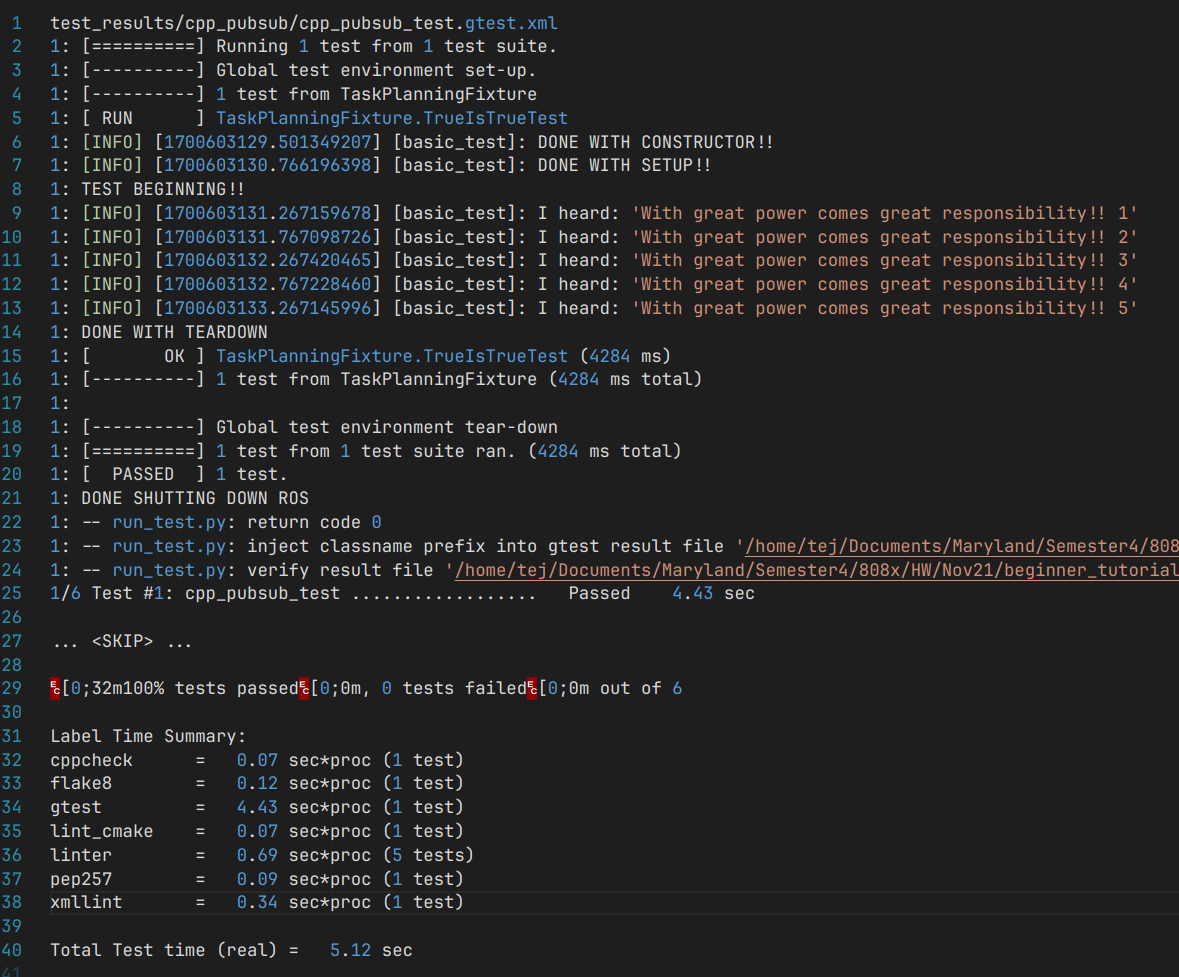 1 test_results/cpp_pubsub/cpp_pubsub_test.gtest.xml
2 1: [==========] Running 1 test from 1 test suite.
3 1: [----------] Global test environment set-up.
4 1: [----------] 1 test from TaskPlanningFixture
5 1: [ RUN      ] TaskPlanningFixture.TrueIsTrueTest
6 1: [INFO] [1700603129.501349207] [basic_test]: DONE WITH CONSTRUCTOR!!
7 1: [INFO] [1700603130.766196398] [basic_test]: DONE WITH SETUP!!
8 1: TEST BEGINNING!!
9 1: [INFO] [1700603131.267159678] [basic_test]: I heard: 'With great power comes great responsibility!! 1'
10 1: [INFO] [1700603131.767098726] [basic_test]: I heard: 'With great power comes great responsibility!! 2'
11 1: [INFO] [1700603132.267420465] [basic_test]: I heard: 'With great power comes great responsibility!! 3'
12 1: [INFO] [1700603132.767228460] [basic_test]: I heard: 'With great power comes great responsibility!! 4'
13 1: [INFO] [1700603133.267145996] [basic_test]: I heard: 'With great power comes great responsibility!! 5'
14 1: DONE WITH TEARDOWN
15 1: [       OK ] TaskPlanningFixture.TrueIsTrueTest (4284 ms)
16 1: [----------] 1 test from TaskPlanningFixture (4284 ms total)
17 1:
18 1: [----------] Global test environment tear-down
19 1: [==========] 1 test from 1 test suite ran. (4284 ms total)
20 1: [  PASSED  ] 1 test.
21 1: DONE SHUTTING DOWN ROS
22 1: -- run_test.py: return code 0
23 1: -- run_test.py: inject classname prefix into gtest result file '/home/tej/Documents/Maryland/Semester4/808
24 1: -- run_test.py: verify result file '/home/tej/Documents/Maryland/Semester4/808x/HW/Nov21/beginner_tutorial
25 1/6 Test #1: cpp_pubsub_test ..................   Passed    4.43 sec
26
27 ... <SKIP> ...
28
29 ␛[0;32m100% tests passed␛[0;0m, 0 tests failed␛[0;0m out of 6
30
31 Label Time Summary:
32 cppcheck      =   0.07 sec*proc (1 test)
33 flake8        =   0.12 sec*proc (1 test)
34 gtest         =   4.43 sec*proc (1 test)
35 lint_cmake    =   0.07 sec*proc (1 test)
36 linter        =   0.69 sec*proc (5 tests)
37 pep257        =   0.09 sec*proc (1 test)
38 xmllint       =   0.34 sec*proc (1 test)
39
40 Total Test time (real) =   5.12 sec
41